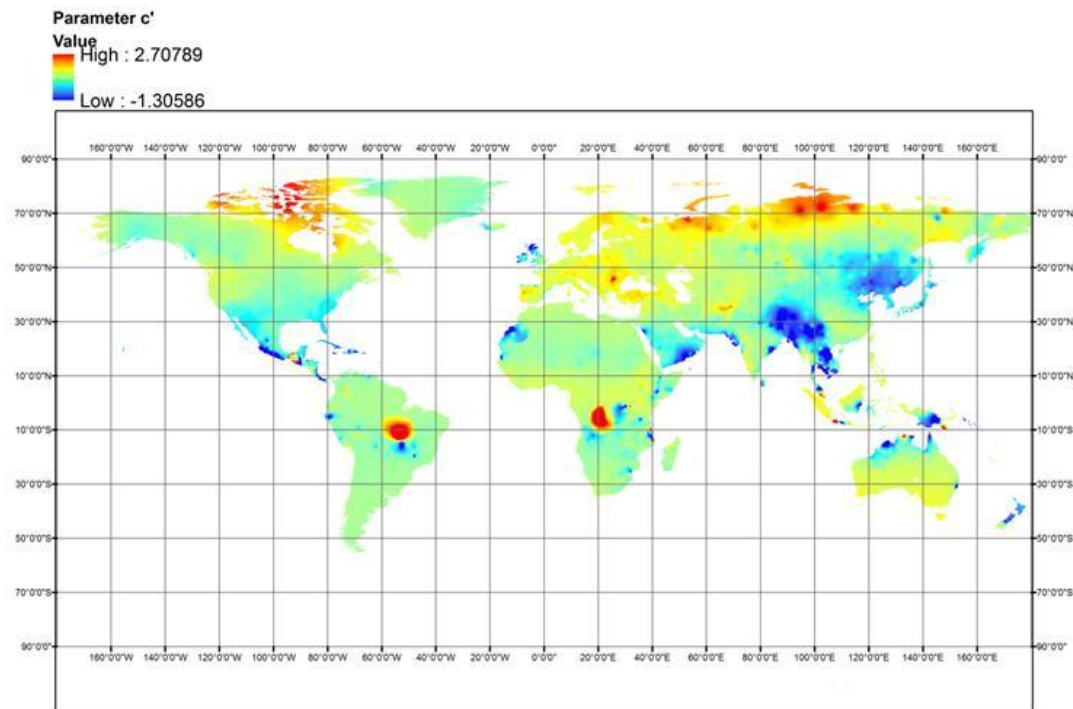 Parameter c'
Value
High : 2.70789
Low : -1.30586
160°0'0"W 140°0'0"W 120°0'0"W 100°0'0"W 80°0'0"W 60°0'0"W 40°0'0"W 20°0'0"W 0°0'0" 20°0'0"E 40°0'0"E 60°0'0"E 80°0'0"E 100°0'0"E 120°0'0"E 140°0'0"E 160°0'0"E
90°0'0"N 90°0'0"N
70°0'0"N 70°0'0"N
50°0'0"N 50°0'0"N
30°0'0"N 30°0'0"N
10°0'0"N 10°0'0"N
10°0'0"S 10°0'0"S
30°0'0"S 30°0'0"S
50°0'0"S 50°0'0"S
70°0'0"S 70°0'0"S
90°0'0"S 90°0'0"S
160°0'0"W 140°0'0"W 120°0'0"W 100°0'0"W 80°0'0"W 60°0'0"W 40°0'0"W 20°0'0"W 0°0'0" 20°0'0"E 40°0'0"E 60°0'0"E 80°0'0"E 100°0'0"E 120°0'0"E 140°0'0"E 160°0'0"E